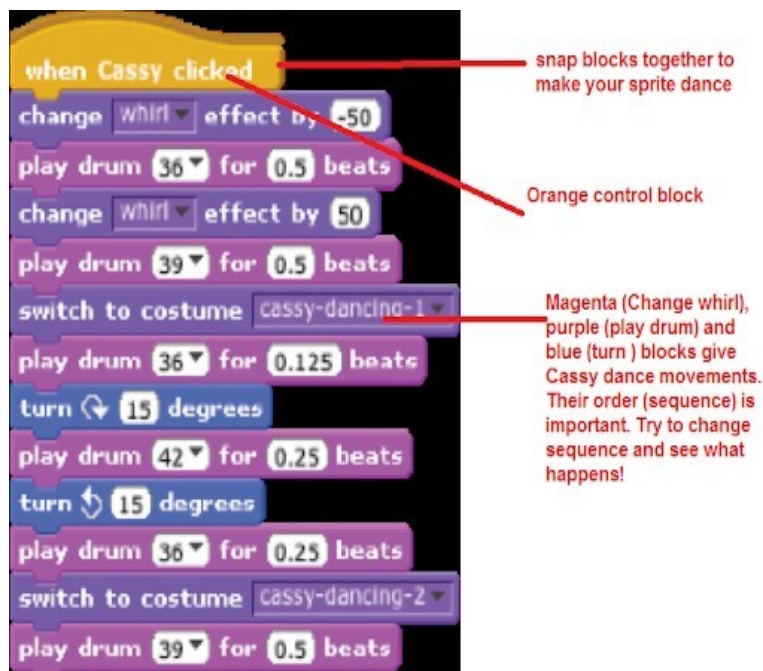 when Cassy clicked
change whirl effect by -50
play drum 36 for 0.5 beats
change whirl effect by 50
play drum 39 for 0.5 beats
switch to costume cassy-dancing-1
play drum 36 for 0.125 beats
turn 15 degrees
play drum 42 for 0.25 beats
turn 15 degrees
play drum 36 for 0.25 beats
switch to costume cassy-dancing-2
play drum 39 for 0.5 beats
snap blocks together to
make your sprite dance
Orange control block
Magenta (Change whirl),
purple (play drum) and
blue (turn ) blocks give
Cassy dance movements.
Their order (sequence) is
important. Try to change
sequence and see what
happens!